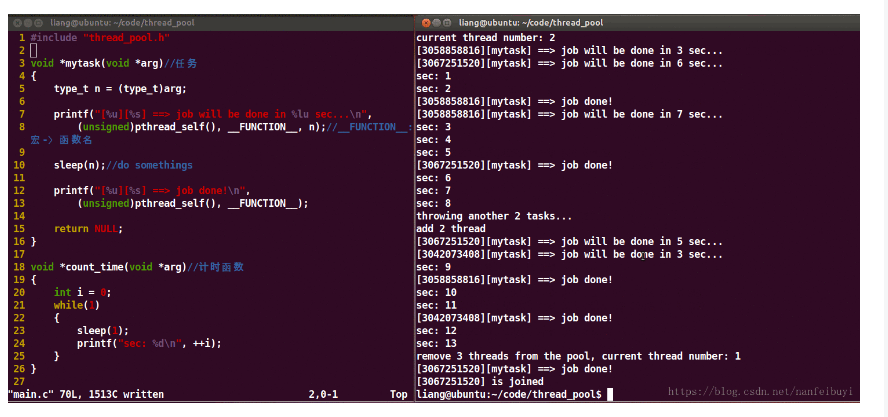 liang@ubuntu: ~/code/thread_pool
1 #include "thread_pool.h"
2
3 void *mytask(void *arg)//任务
4 {
5     type_t n = (type_t)arg;
6
7     printf("[%u][%s] ==> job will be done in %lu sec...\n",
8         (unsigned)pthread_self(), __FUNCTION__, n);//__FUNCTION__:
宏-〉函数名
9
10     sleep(n);//do somethings
11
12     printf("[%u][%s] ==> job done!\n",
13         (unsigned)pthread_self(), __FUNCTION__);
14
15     return NULL;
16 }
17
18 void *count_time(void *arg)//计时函数
19 {
20     int i = 0;
21     while(1)
22     {
23         sleep(1);
24         printf("sec: %d\n", ++i);
25     }
26 }
27
"main.c" 70L, 1513C written 2,0-1 Top
liang@ubuntu: ~/code/thread_pool
current thread number: 2
[3058858816][mytask] ==> job will be done in 3 sec...
[3067251520][mytask] ==> job will be done in 6 sec...
sec: 1
sec: 2
[3058858816][mytask] ==> job done!
[3058858816][mytask] ==> job will be done in 7 sec...
sec: 3
sec: 4
sec: 5
[3067251520][mytask] ==> job done!
sec: 6
sec: 7
sec: 8
throwing another 2 tasks...
add 2 thread
[3067251520][mytask] ==> job will be done in 5 sec...
[3042073408][mytask] ==> job will be done in 3 sec...
sec: 9
[3058858816][mytask] ==> job done!
sec: 10
sec: 11
[3042073408][mytask] ==> job done!
sec: 12
sec: 13
remove 3 threads from the pool, current thread number: 1
[3067251520][mytask] ==> job done!
[3067251520] is joined
liang@ubuntu:~/code/thread_pool$
https://blog.csdn.net/nanfeibuyi